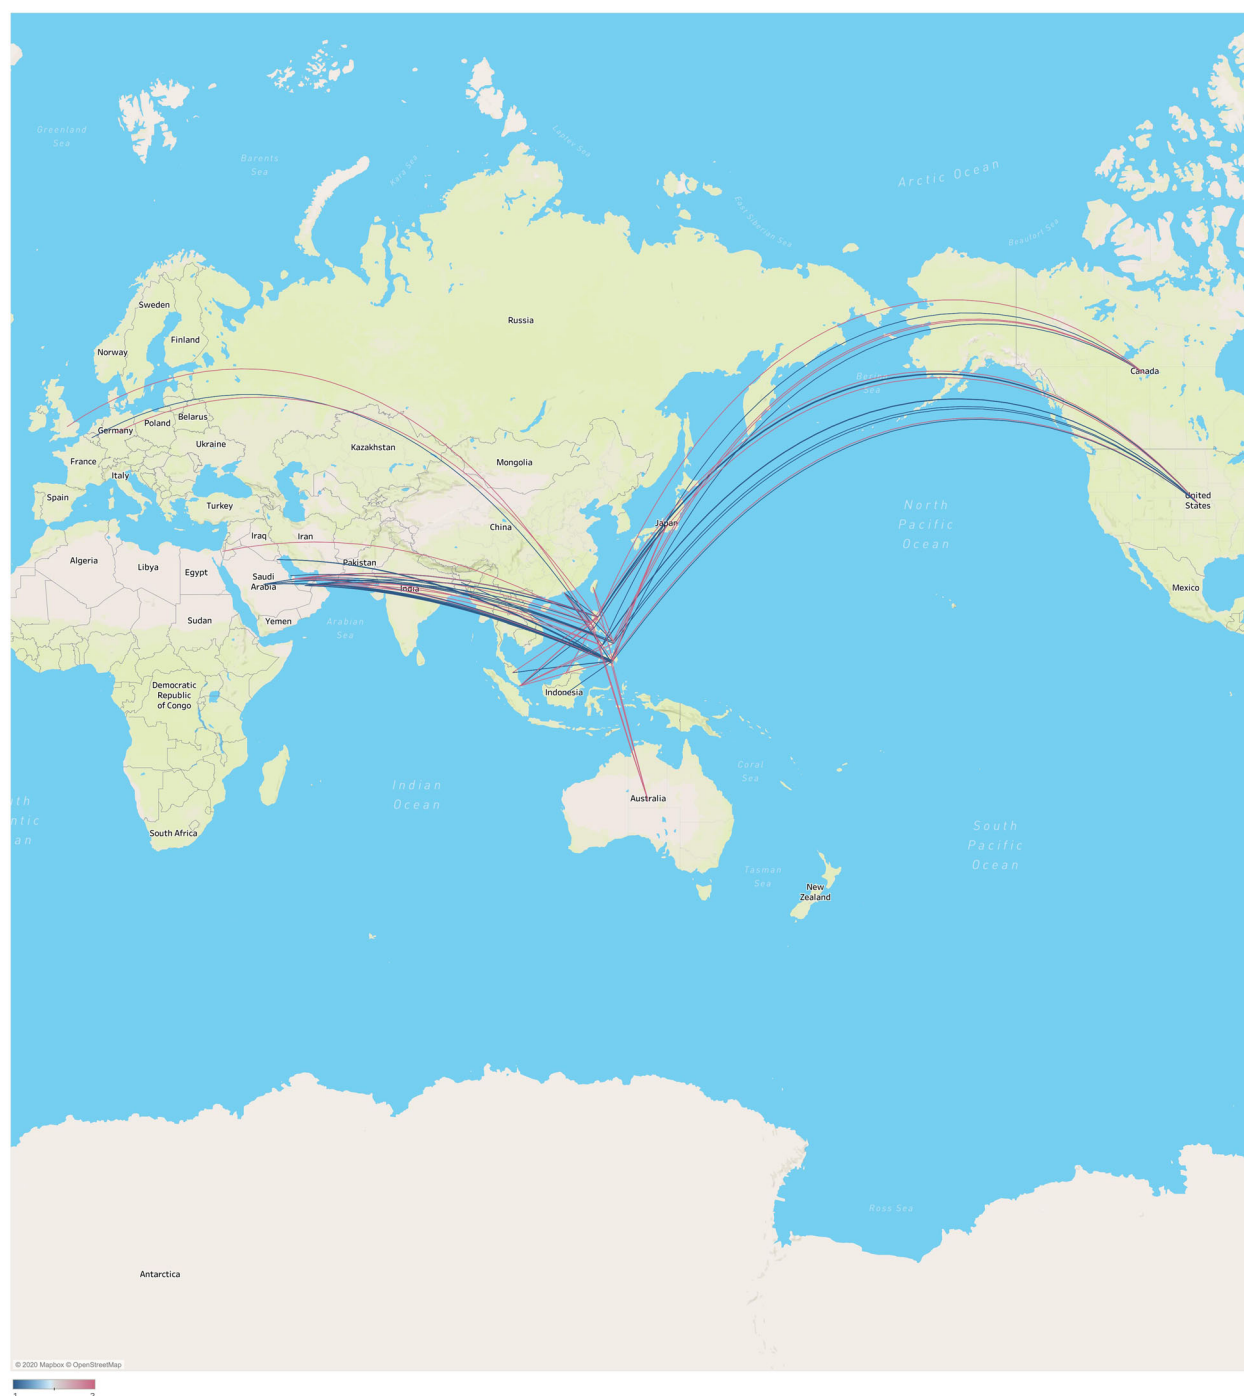 Greenland
Sea
Barents
Sea
Kara Sea
Laptev Sea
East Siberian Sea
Arctic Ocean
Beaufort Sea
Sweden
Finland
Norway
Russia
Bering
Sea
Canada
Belarus
Poland
Germany
Ukraine
Kazakhstan
France
Italy
Mongolia
Spain
Turkey
United
States
North
Pacific
Ocean
Japan
China
Iraq
Iran
Algeria
Libya
Egypt
Pakistan
Saudi
Arabia
India
Mexico
Sudan
Yemen
Arabian
Sea
Democratic
Republic
of Congo
Indonesia
Coral
Sea
Indian
Ocean
Australia
South Africa
South
Pacific
Ocean
Tasman
Sea
New
Zealand
Ross Sea
Antarctica
© 2020 Mapbox © OpenStreetMap